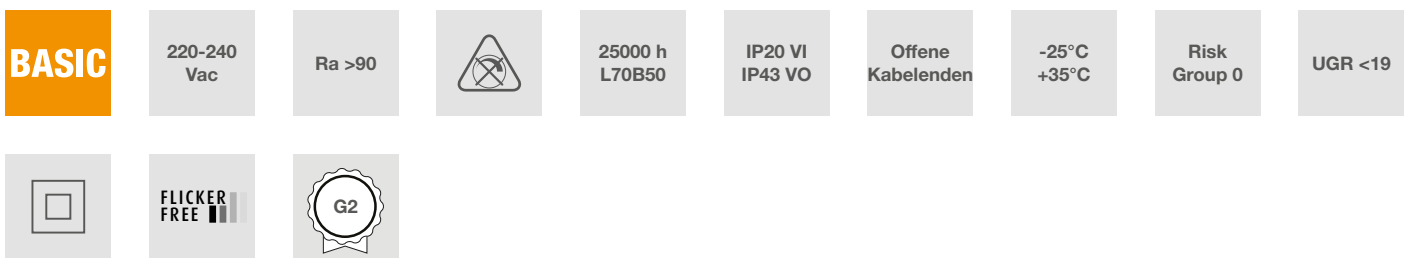 BASIC
220-240
Vac
Ra >90
25000 h
L70B50
IP20 VI
IP43 VO
Offene
Kabelenden
-25°C
+35°C
Risk
Group 0
UGR <19
FLICKER
FREE
G2